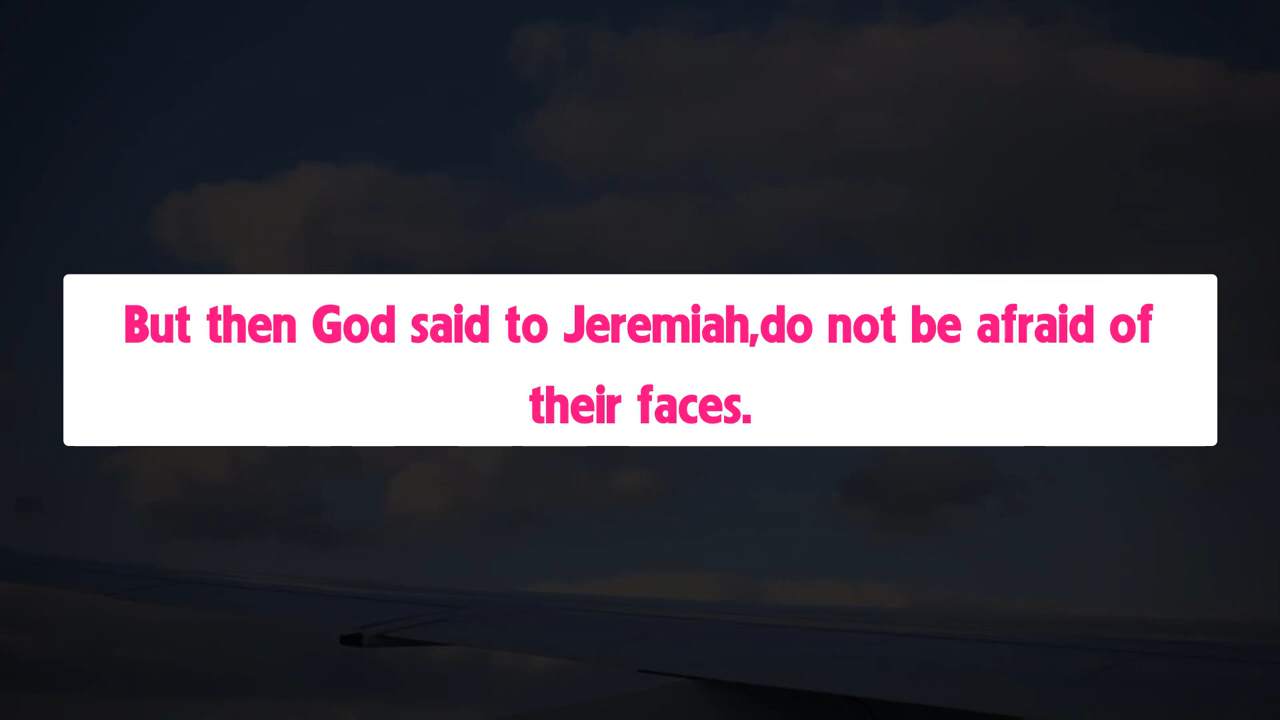 But then God said to Jeremiah,do not be afraid of
their faces.